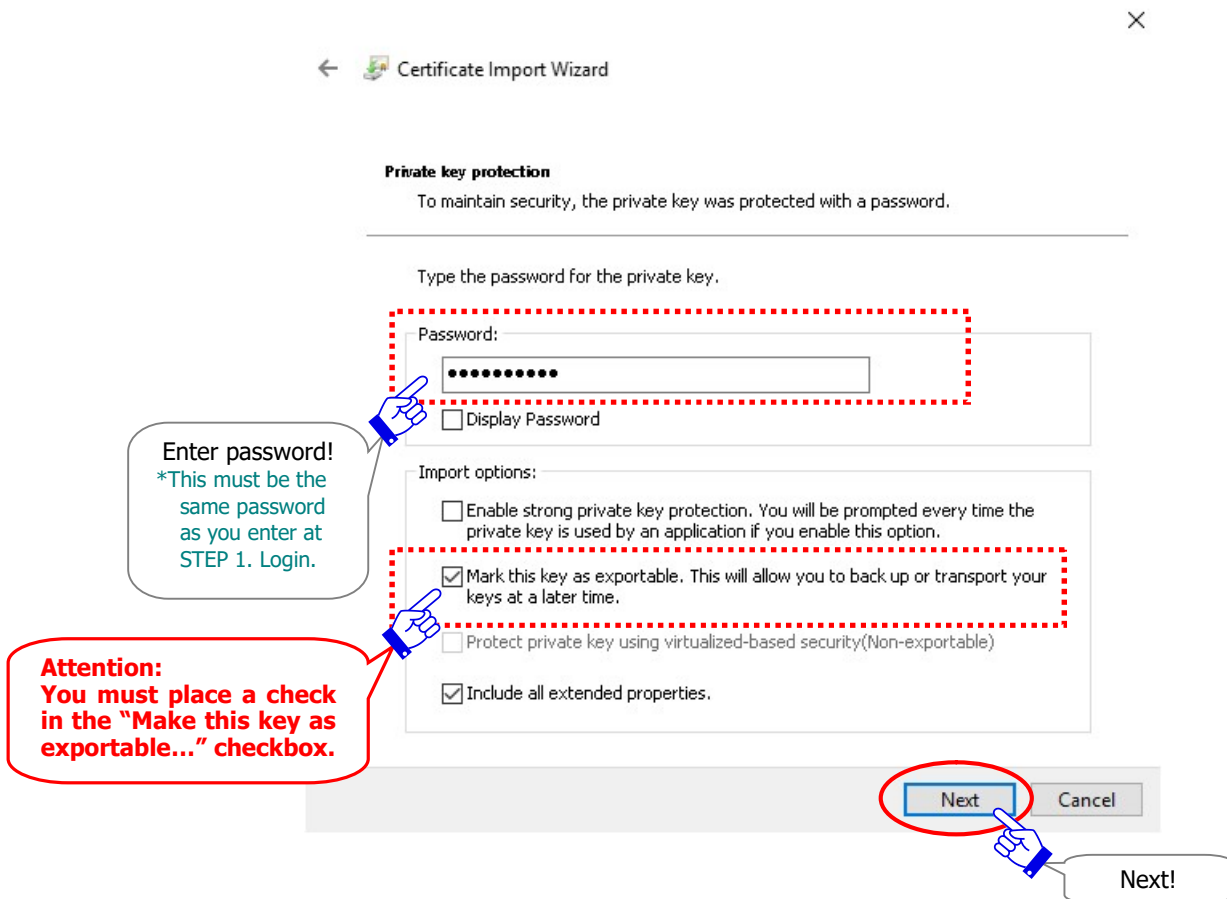 Certificate Import Wizard
Private key protection
To maintain security, the private key was protected with a password.
Type the password for the private key.
Password:
●●●●●●●●●●
Display Password
Enter password!
*This must be the
same password
as you enter at
STEP 1. Login.
Import options:
Enable strong private key protection. You will be prompted every time the
private key is used by an application if you enable this option.
Mark this key as exportable. This will allow you to back up or transport your
keys at a later time.
Protect private key using virtualized-based security(Non-exportable)
Include all extended properties.
Attention:
You must place a check
in the “Make this key as
exportable…” checkbox.
Next
Cancel
Next!